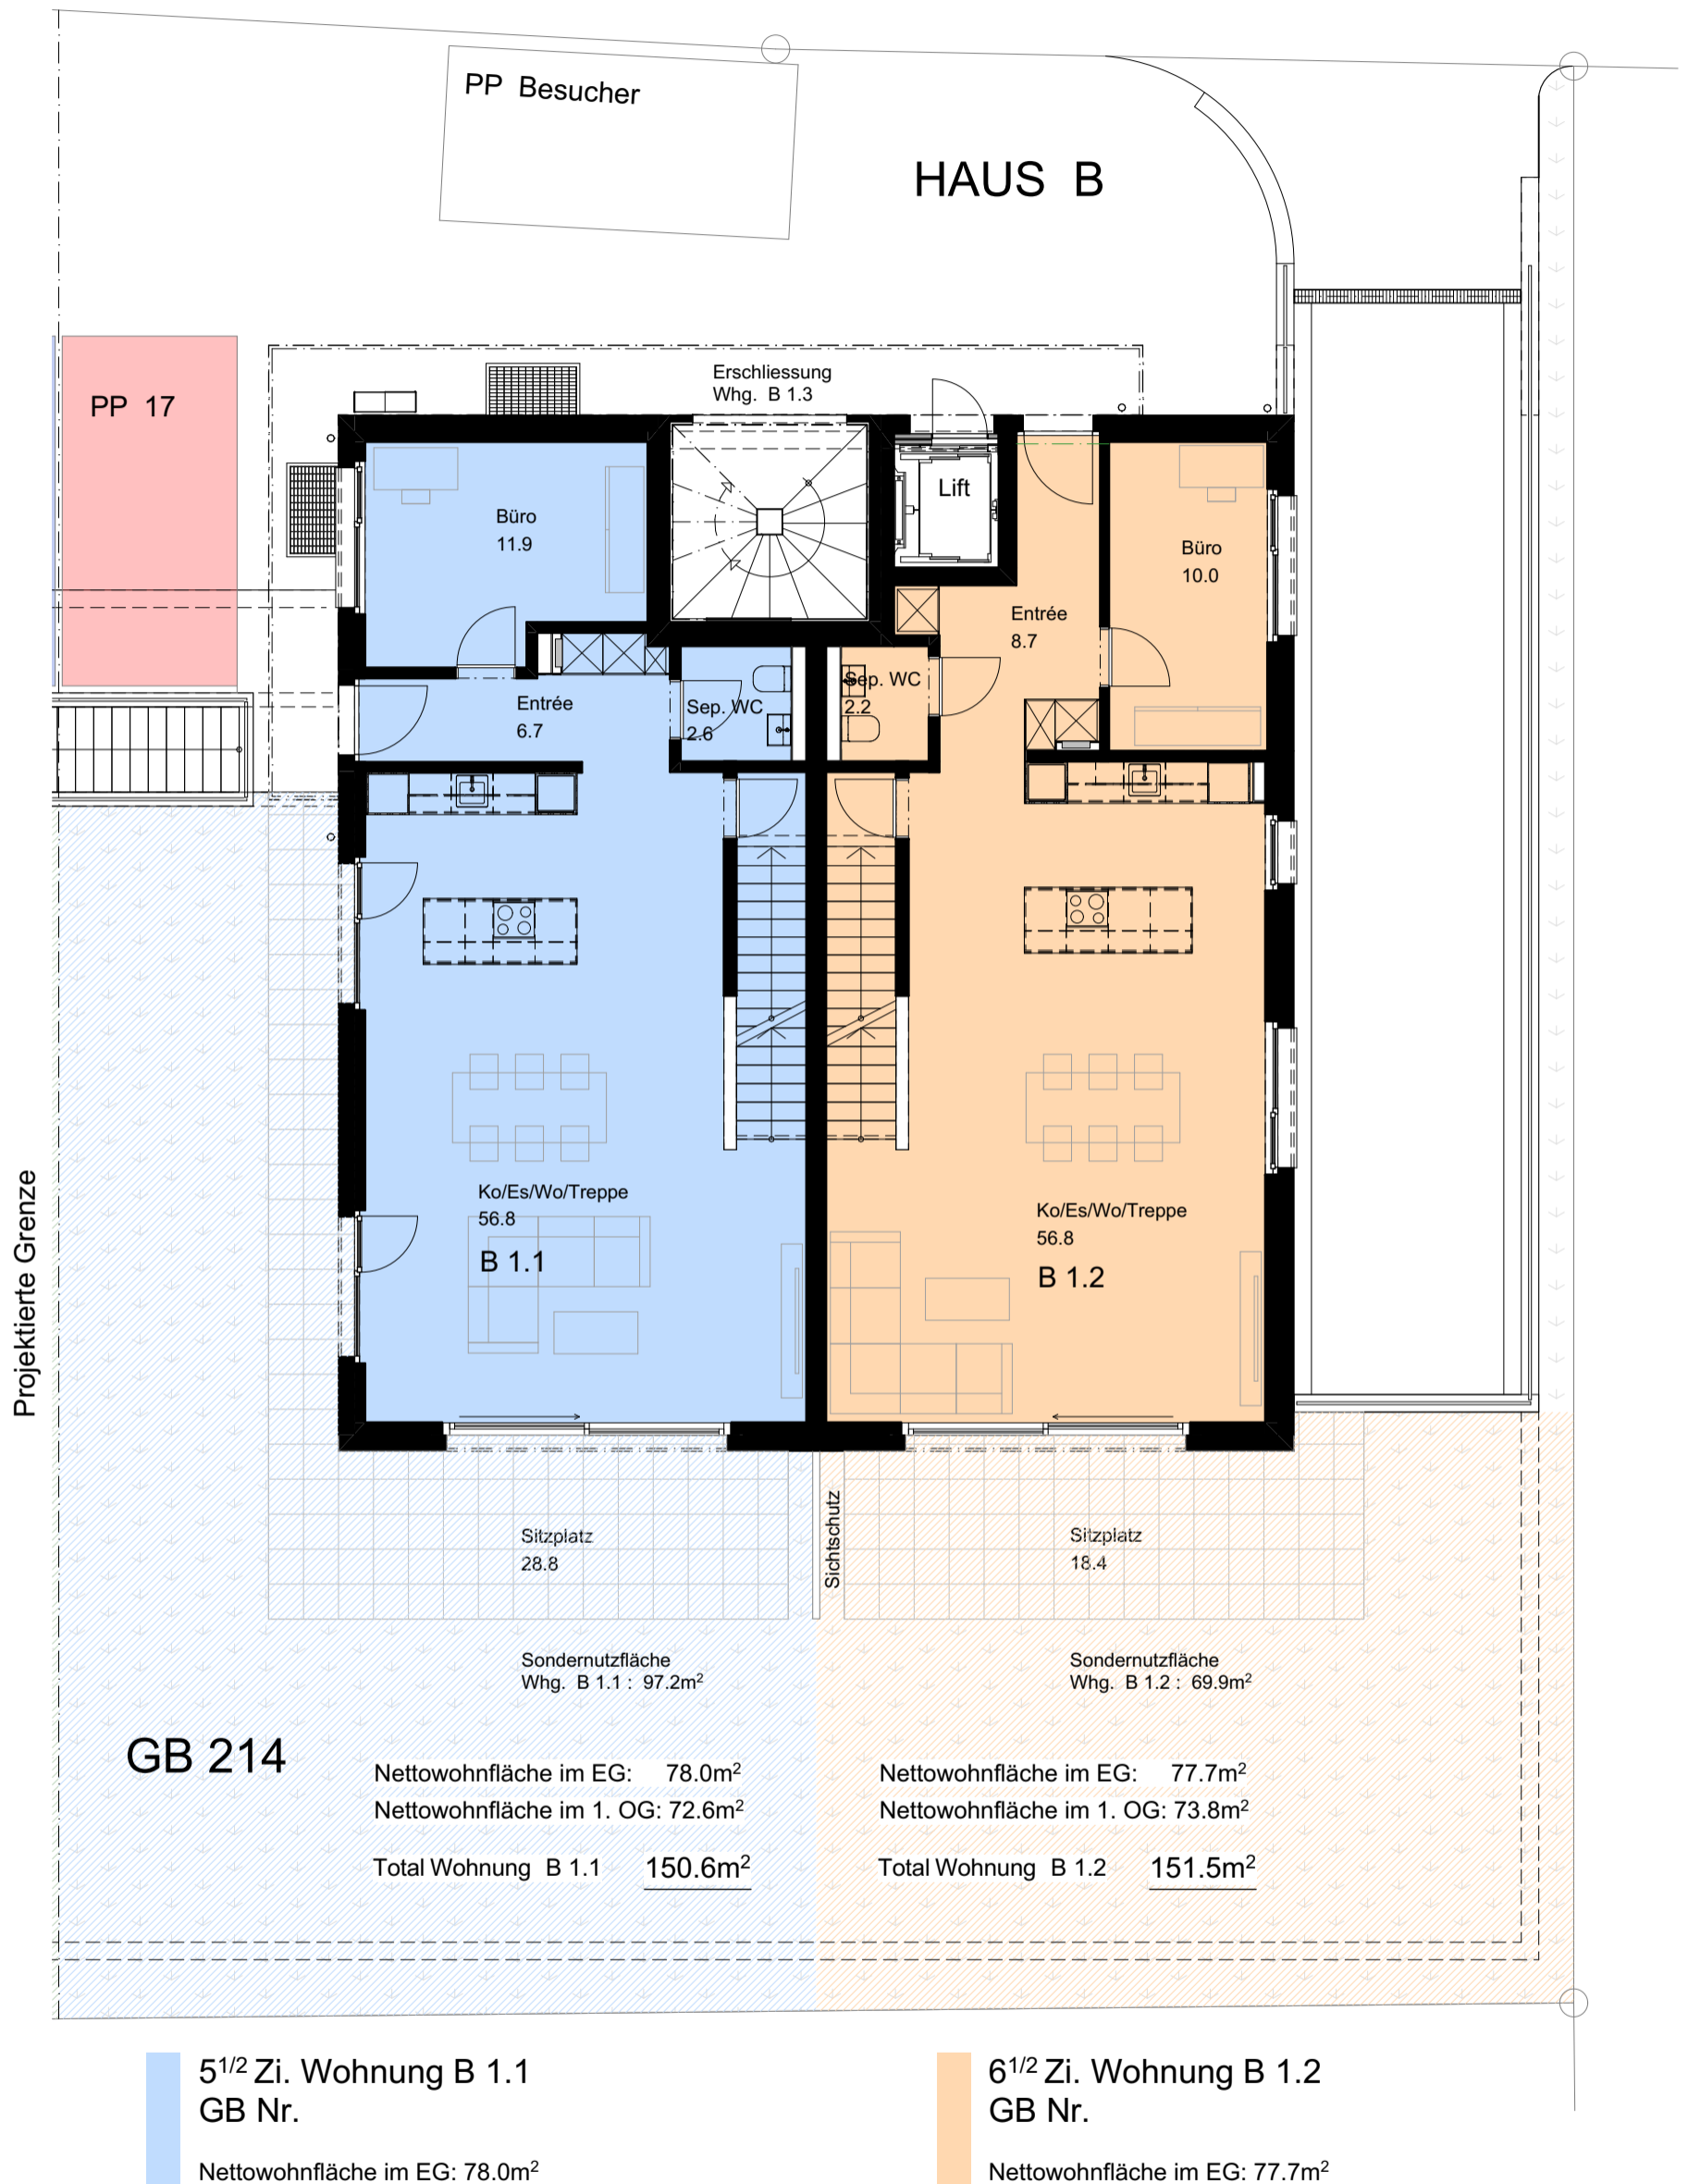 PP  Besucher
HAUS  B
PP  17
Erschliessung
Whg.  B 1.3
Lift
Büro
11.9
Büro
10.0
Entrée
8.7
Entrée
6.7
Sep. WC
2.6
Sep. WC
2.2
Ko/Es/Wo/Treppe
56.8
B 1.1
Ko/Es/Wo/Treppe
56.8
B 1.2
Projektierte Grenze
Sitzplatz
28.8
Sichtschutz
Sitzplatz
18.4
Sondernutzfläche
Whg.  B 1.1 :  97.2m²
Sondernutzfläche
Whg.  B 1.2 :  69.9m²
GB 214
Nettowohnfläche im EG:     78.0m²
Nettowohnfläche im 1. OG: 72.6m²
Total Wohnung  B 1.1     150.6m²
Nettowohnfläche im EG:     77.7m²
Nettowohnfläche im 1. OG: 73.8m²
Total Wohnung  B 1.2     151.5m²
5¹/² Zi. Wohnung B 1.1
GB Nr.
Nettowohnfläche im EG: 78.0m²
6¹/² Zi. Wohnung B 1.2
GB Nr.
Nettowohnfläche im EG: 77.7m²